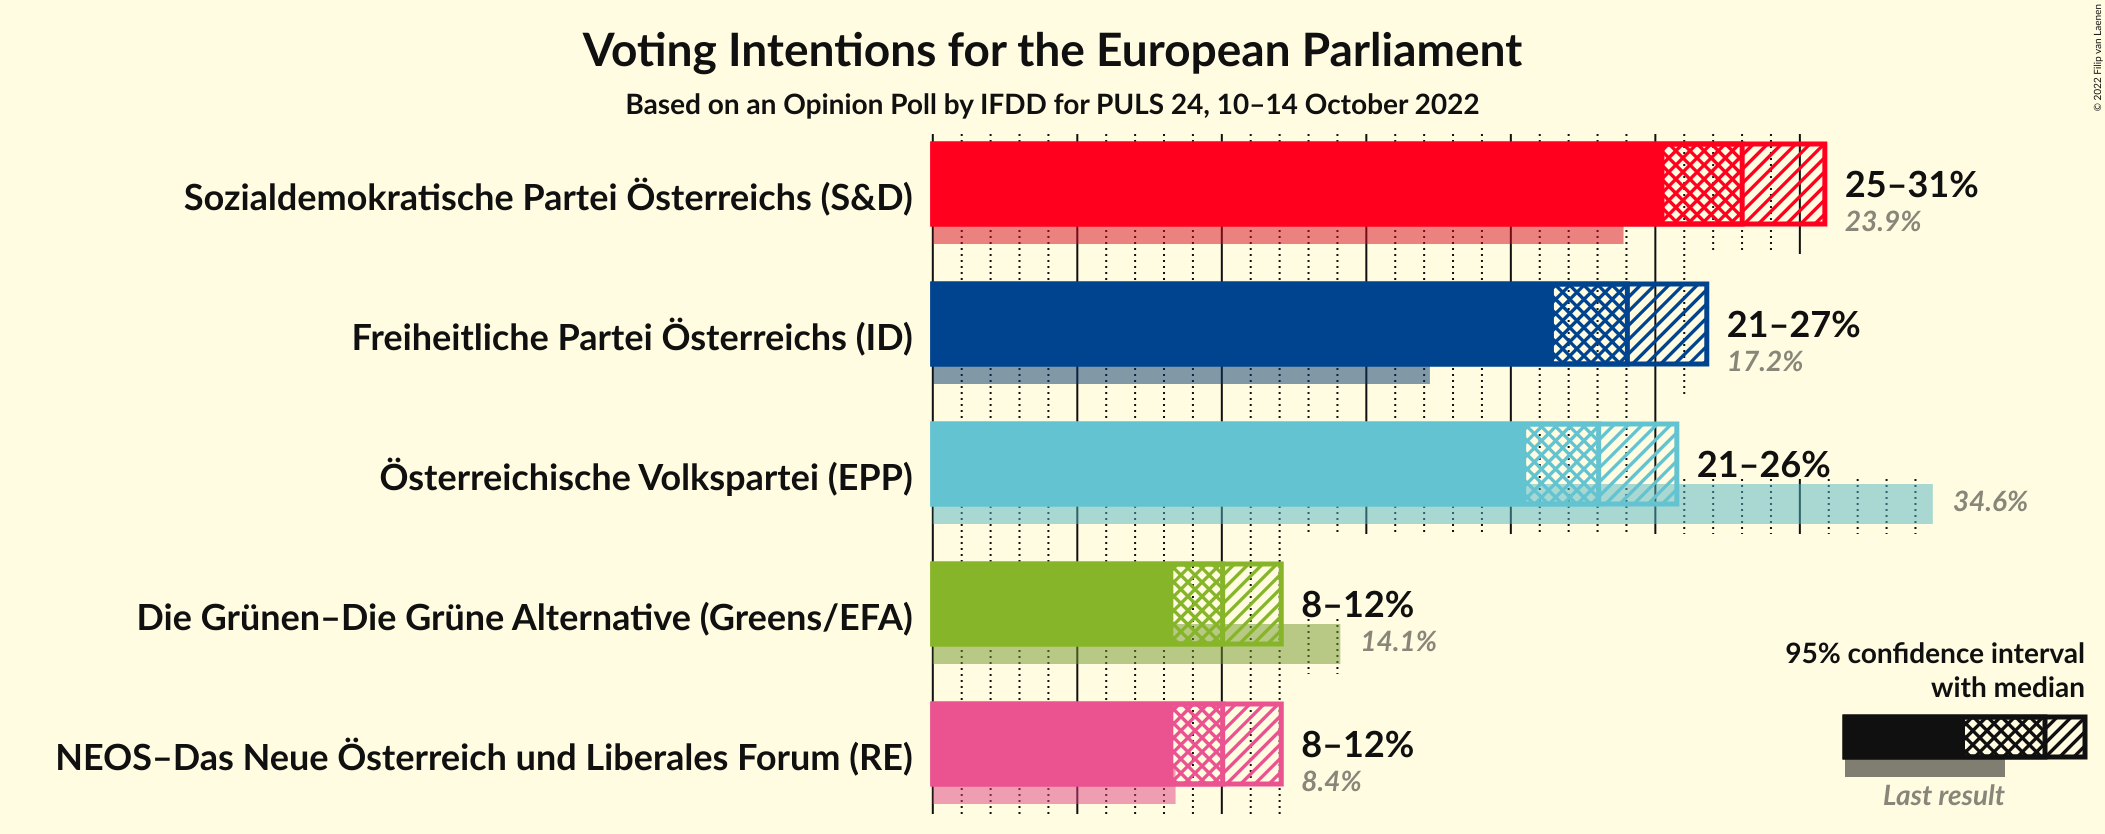 Voting Intentions for the European Parliament
Based on an Opinion Poll by IFDD for PULS 24, 10–14 October 2022
© 2022 Filip van Laenen
Sozialdemokratische Partei Österreichs (S&D)
25–31%
23.9%
Freiheitliche Partei Österreichs (ID)
21–27%
17.2%
Österreichische Volkspartei (EPP)
21–26%
34.6%
Die Grünen–Die Grüne Alternative (Greens/EFA)
8–12%
14.1%
NEOS–Das Neue Österreich und Liberales Forum (RE)
8–12%
8.4%
95% confidence interval
with median
Last result